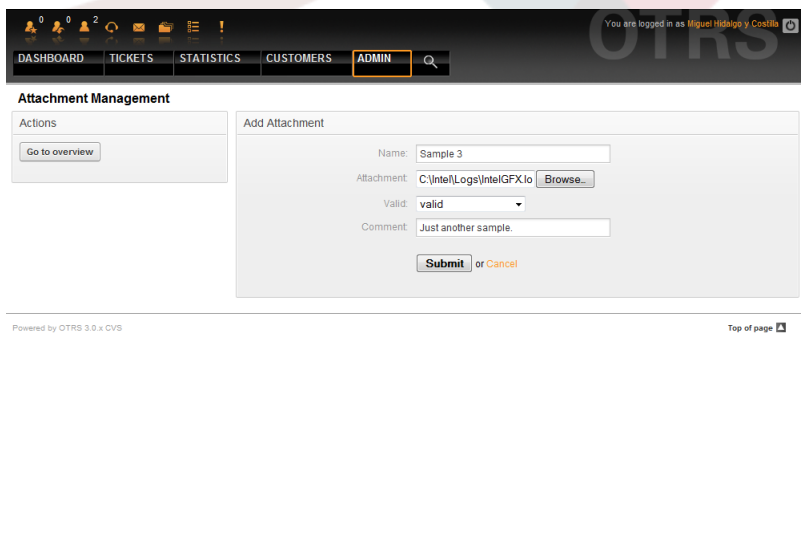 0 0 2
You are logged in as Miguel Hidalgo y Costilla
OTRS
DASHBOARD TICKETS STATISTICS CUSTOMERS ADMIN
Attachment Management
Actions
Go to overview
Add Attachment
Name: Sample 3
Attachment: C:\Intel\Logs\IntelGFX.lo Browse...
Valid: valid
Comment: Just another sample.
Submit or Cancel
Powered by OTRS 3.0.x CVS
Top of page